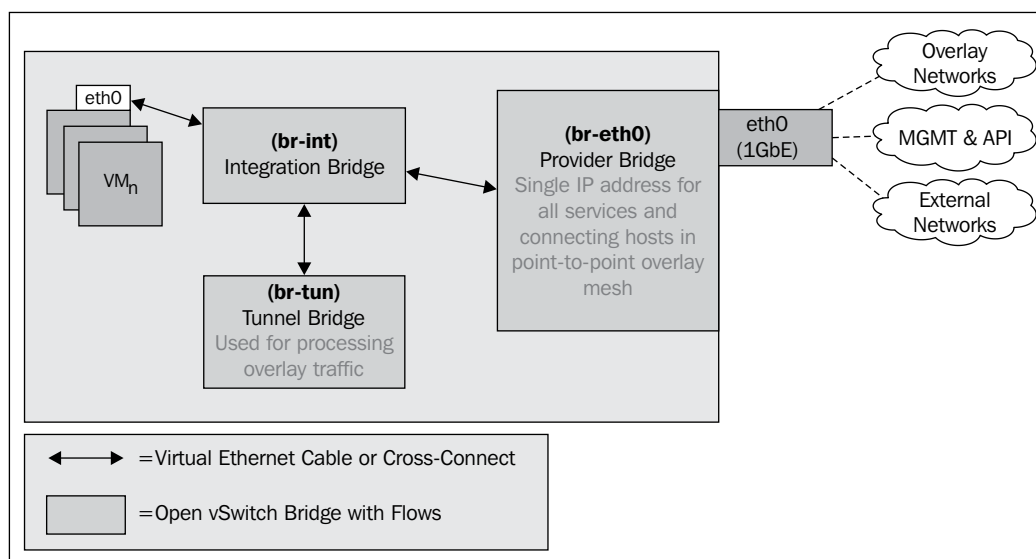 eth0
VMn
(br-int)
Integration Bridge
(br-tun)
Tunnel Bridge
Used for processing
overlay traffic
(br-eth0)
Provider Bridge
Single IP address for
all services and
connecting hosts in
point-to-point overlay
mesh
eth0
(1GbE)
Overlay
Networks
MGMT & API
External
Networks
=Virtual Ethernet Cable or Cross-Connect
=Open vSwitch Bridge with Flows